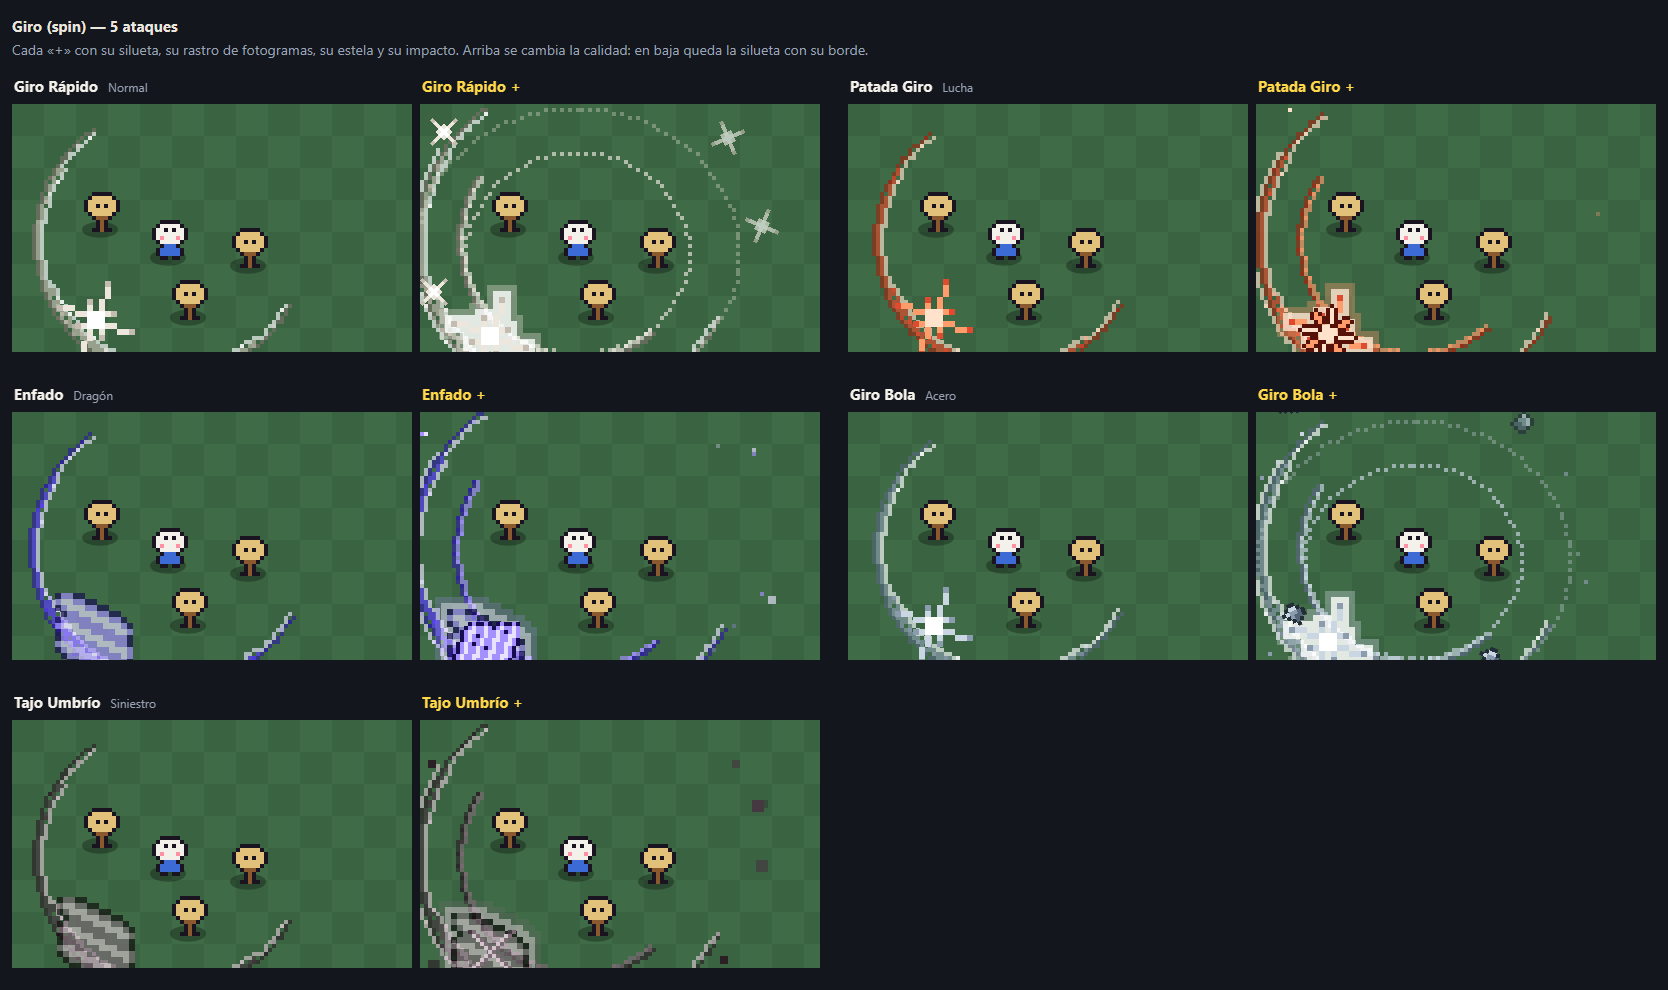 Giro (spin) — 5 ataques
Cada «+» con su silueta, su rastro de fotogramas, su estela y su impacto. Arriba se cambia la calidad: en baja queda la silueta con su borde.
Giro Rápido Normal
Giro Rápido +
Patada Giro Lucha
Patada Giro +
Enfado Dragón
Enfado +
Giro Bola Acero
Giro Bola +
Tajo Umbrío Siniestro
Tajo Umbrío +